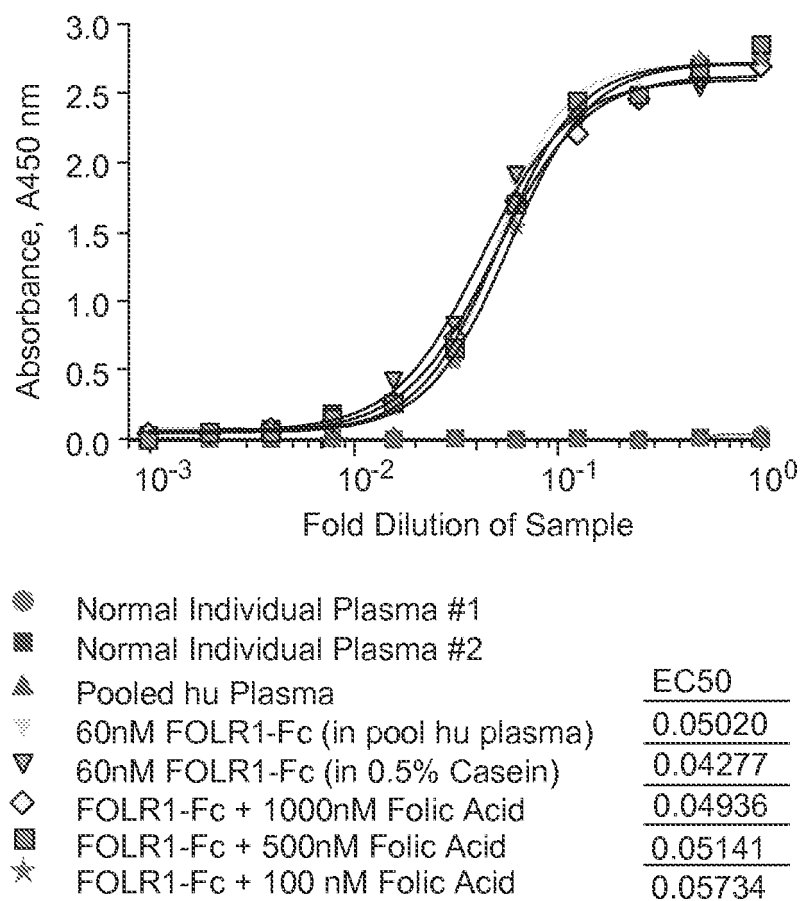 3.0
2.5
2.0
1.5
1.0
0.5
0.0
Absorbance, A450 nm
10-3 10-2 10-1 100
Fold Dilution of Sample
Normal Individual Plasma #1
Normal Individual Plasma #2
Pooled hu Plasma EC50
60nM FOLR1-Fc (in pool hu plasma) 0.05020
60nM FOLR1-Fc (in 0.5% Casein) 0.04277
FOLR1-Fc + 1000nM Folic Acid 0.04936
FOLR1-Fc + 500nM Folic Acid 0.05141
FOLR1-Fc + 100 nM Folic Acid 0.05734